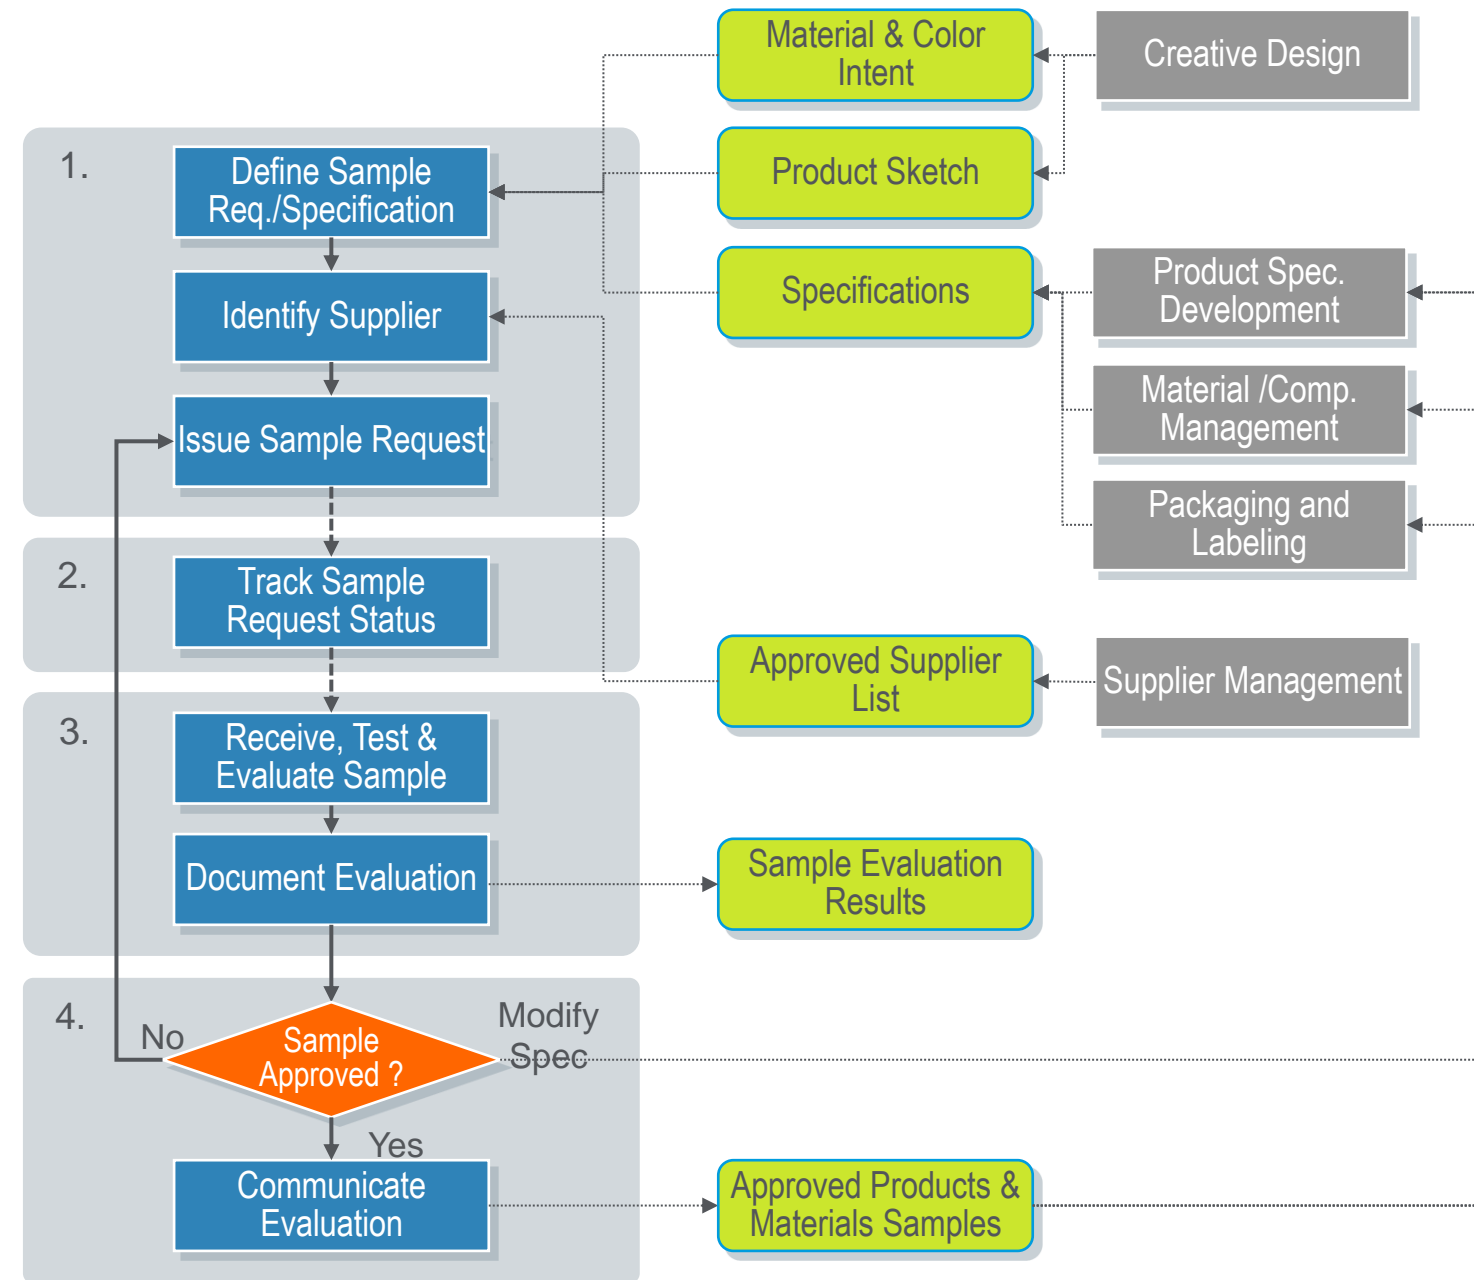 Material & Color
Intent
Creative Design
1.
Define Sample
Req./Specification
Product Sketch
Identify Supplier
Specifications
Product Spec.
Development
Issue Sample Request
Material /Comp.
Management
Packaging and
Labeling
2.
Track Sample
Request Status
Approved Supplier
List
Supplier Management
3.
Receive, Test &
Evaluate Sample
Document Evaluation
Sample Evaluation
Results
4.
No
Sample
Approved ?
Modify
Spec
Yes
Communicate
Evaluation
Approved Products &
Materials Samples